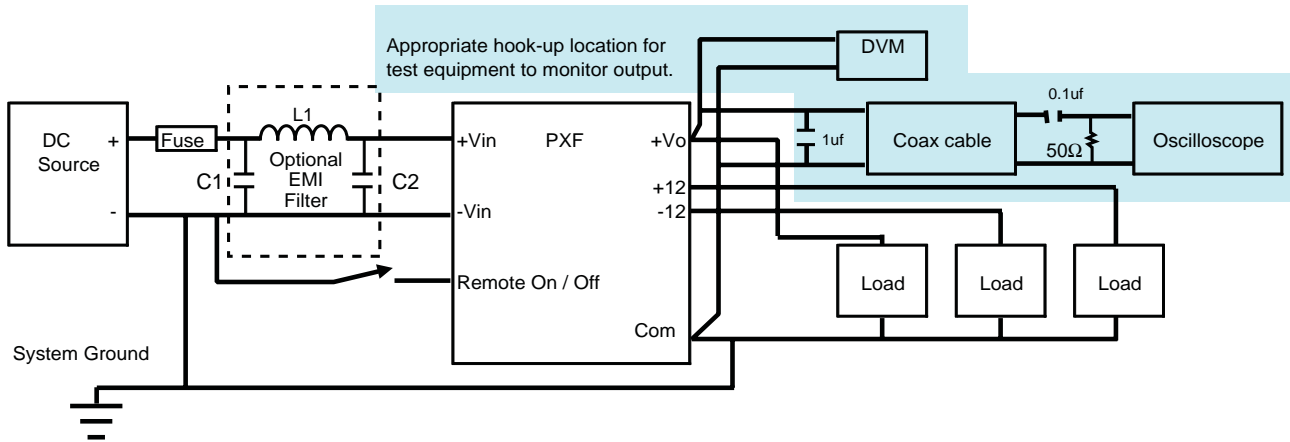 Appropriate hook-up location for
test equipment to monitor output.
DVM
DC
Source
+
-
Fuse
L1
Optional
EMI
Filter
C1
C2
+Vin
-Vin
Remote On / Off
PXF
+Vo
+12
-12
Com
1uf
Coax cable
0.1uf
50Ω
Oscilloscope
Load
Load
Load
System Ground